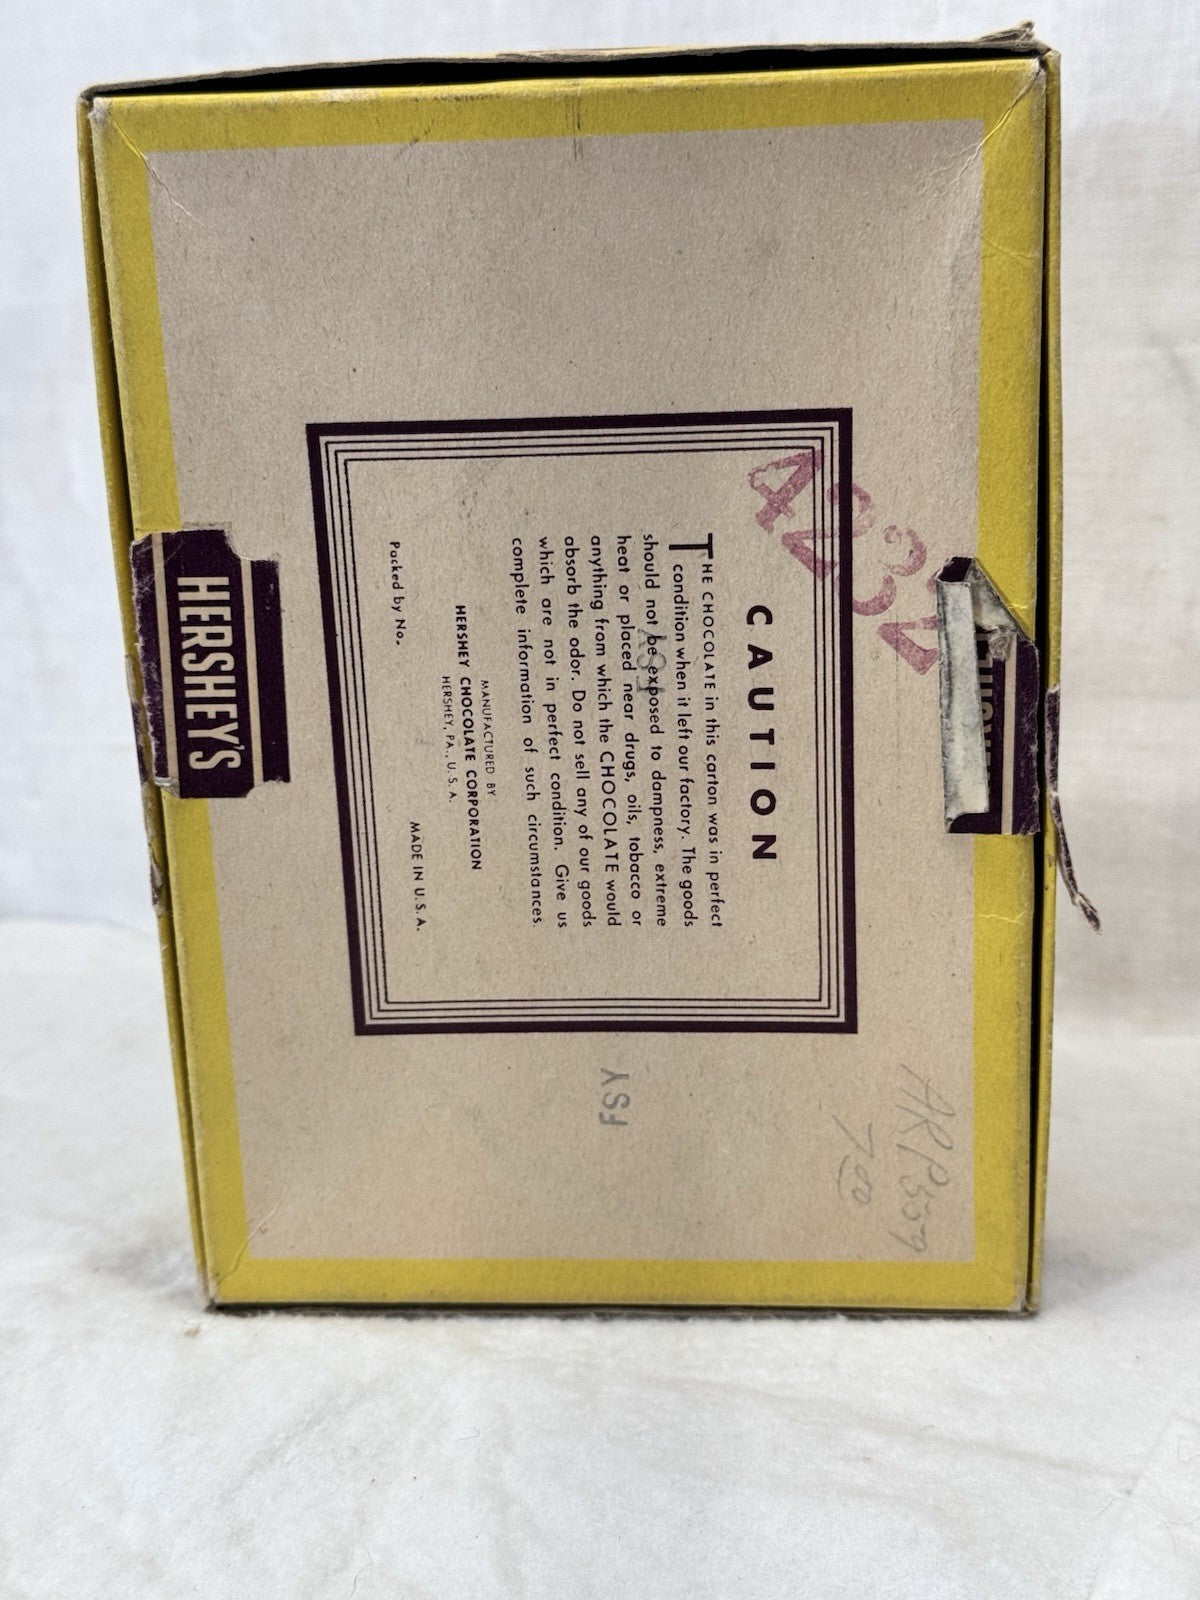 CAUTION
THE CHOCOLATE in this carton was in perfect
condition when it left our factory. The goods
should not be exposed to dampness, extreme
heat or placed near drugs, oils, tobacco or
anything from which the CHOCOLATE would
absorb the odor. Do not sell any of our goods
which are not in perfect condition. Give us
complete information of such circumstances.
MANUFACTURED BY
HERSHEY CHOCOLATE CORPORATION
HERSHEY, PA., U. S. A.
Packed by No.
MADE IN U. S. A.
HERSHEY'S
FSY
FSY